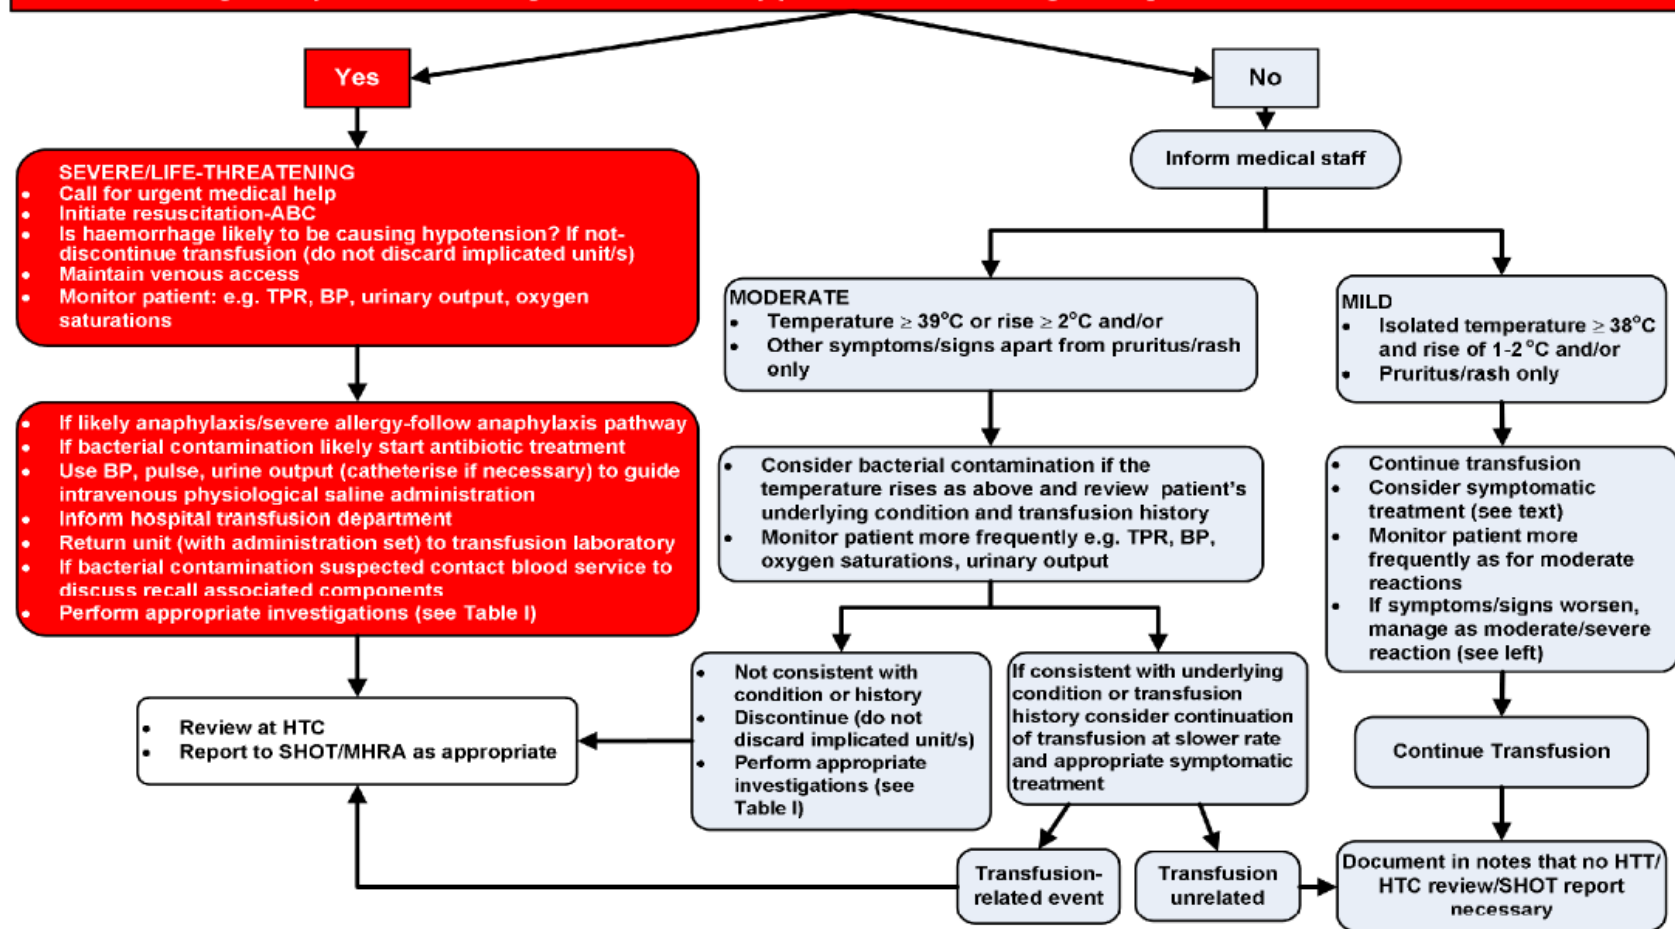 Yes
No
SEVERE/LIFE-THREATENING
• Call for urgent medical help
• Initiate resuscitation-ABC
• Is haemorrhage likely to be causing hypotension? If not-
discontinue transfusion (do not discard implicated unit/s)
• Maintain venous access
• Monitor patient: e.g. TPR, BP, urinary output, oxygen
saturations
Inform medical staff
MODERATE
• Temperature ≥ 39°C or rise ≥ 2°C and/or
• Other symptoms/signs apart from pruritus/rash
only
MILD
• Isolated temperature ≥ 38°C
and rise of 1-2 °C and/or
• Pruritus/rash only
• If likely anaphylaxis/severe allergy-follow anaphylaxis pathway
• If bacterial contamination likely start antibiotic treatment
• Use BP, pulse, urine output (catheterise if necessary) to guide
intravenous physiological saline administration
• Inform hospital transfusion department
• Return unit (with administration set) to transfusion laboratory
• If bacterial contamination suspected contact blood service to
discuss recall associated components
• Perform appropriate investigations (see Table I)
• Consider bacterial contamination if the
temperature rises as above and review patient's
underlying condition and transfusion history
• Monitor patient more frequently e.g. TPR, BP,
oxygen saturations, urinary output
• Continue transfusion
• Consider symptomatic
treatment (see text)
• Monitor patient more
frequently as for moderate
reactions
• If symptoms/signs worsen,
manage as moderate/severe
reaction (see left)
• Review at HTC
• Report to SHOT/MHRA as appropriate
• Not consistent with
condition or history
• Discontinue (do not
discard implicated unit/s)
• Perform appropriate
investigations (see
Table I)
If consistent with underlying
condition or transfusion
history consider continuation
of transfusion at slower rate
and appropriate symptomatic
treatment
Continue Transfusion
Transfusion-
related event
Transfusion
unrelated
Document in notes that no HTT/
HTC review/SHOT report
necessary